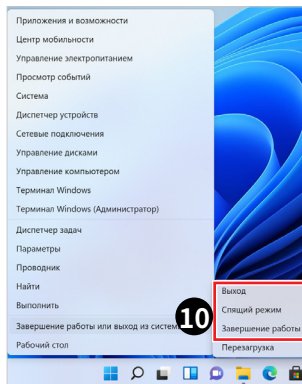 Приложения и возможности
Центр мобильности
Управление электропитанием
Просмотр событий
Система
Диспетчер устройств
Сетевые подключения
Управление дисками
Управление компьютером
Терминал Windows
Терминал Windows (Администратор)
Диспетчер задач
Параметры
Проводник
Найти
Выполнить
Завершение работы или выход из систем
Рабочий стол
10
Выход
Спящий режим
Завершение работы
Перезагрузка